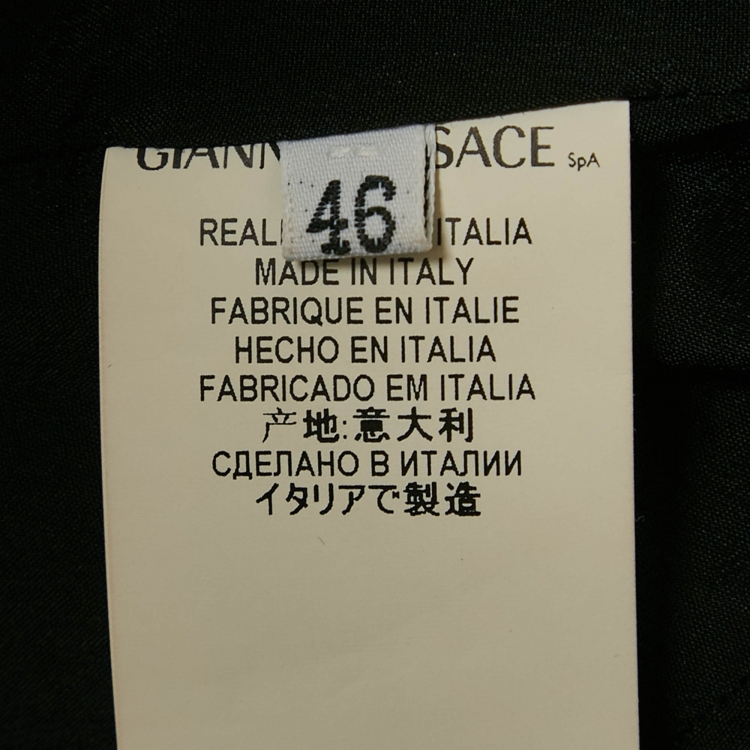 GIANN SACE SpA
46
REALI ITALIA
MADE IN ITALY
FABRIQUE EN ITALIE
HECHO EN ITALIA
FABRICADO EM ITALIA
产地:意大利
СДЕЛАНО В ИТАЛИИ
イタリアで製造